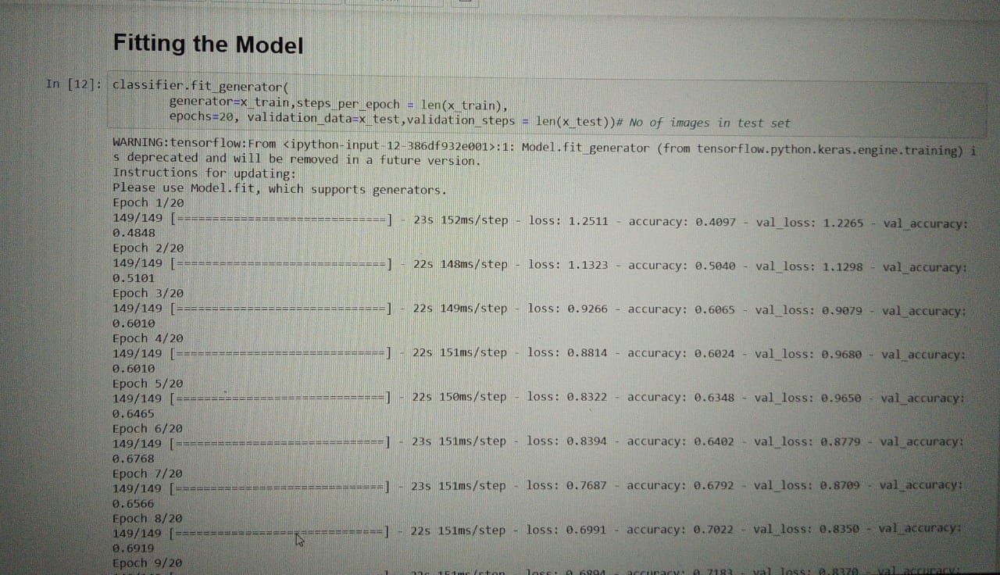 Fitting the Model
In [12]: classifier.fit_generator(
generator=x_train,steps_per_epoch = len(x_train),
epochs=20, validation_data=x_test,validation_steps = len(x_test))# No of images in test set
WARNING:tensorflow:From <ipython-input-12-386df932e001>:1: Model.fit_generator (from tensorflow.python.keras.engine.training) i
s deprecated and will be removed in a future version.
Instructions for updating:
Please use Model.fit, which supports generators.
Epoch 1/20
149/149 [==============================] - 23s 152ms/step - loss: 1.2511 - accuracy: 0.4097 - val_loss: 1.2265 - val_accuracy:
0.4848
Epoch 2/20
149/149 [==============================] - 22s 148ms/step - loss: 1.1323 - accuracy: 0.5040 - val_loss: 1.1298 - val_accuracy:
0.5101
Epoch 3/20
149/149 [==============================] - 22s 149ms/step - loss: 0.9266 - accuracy: 0.6065 - val_loss: 0.9079 - val_accuracy:
0.6010
Epoch 4/20
149/149 [==============================] - 22s 151ms/step - loss: 0.8814 - accuracy: 0.6024 - val_loss: 0.9680 - val_accuracy:
0.6010
Epoch 5/20
149/149 [==============================] - 22s 150ms/step - loss: 0.8322 - accuracy: 0.6348 - val_loss: 0.9650 - val_accuracy:
0.6465
Epoch 6/20
149/149 [==============================] - 23s 151ms/step - loss: 0.8394 - accuracy: 0.6402 - val_loss: 0.8779 - val_accuracy:
0.6768
Epoch 7/20
149/149 [==============================] - 23s 151ms/step - loss: 0.7687 - accuracy: 0.6792 - val_loss: 0.8709 - val_accuracy:
0.6566
Epoch 8/20
149/149 [==============================] - 22s 151ms/step - loss: 0.6991 - accuracy: 0.7022 - val_loss: 0.8350 - val_accuracy:
0.6919
Epoch 9/20
151ms/step - loss: 0.6894 - accuracy: 0.7183 - val_loss: 0.8370 - val_accuracy: